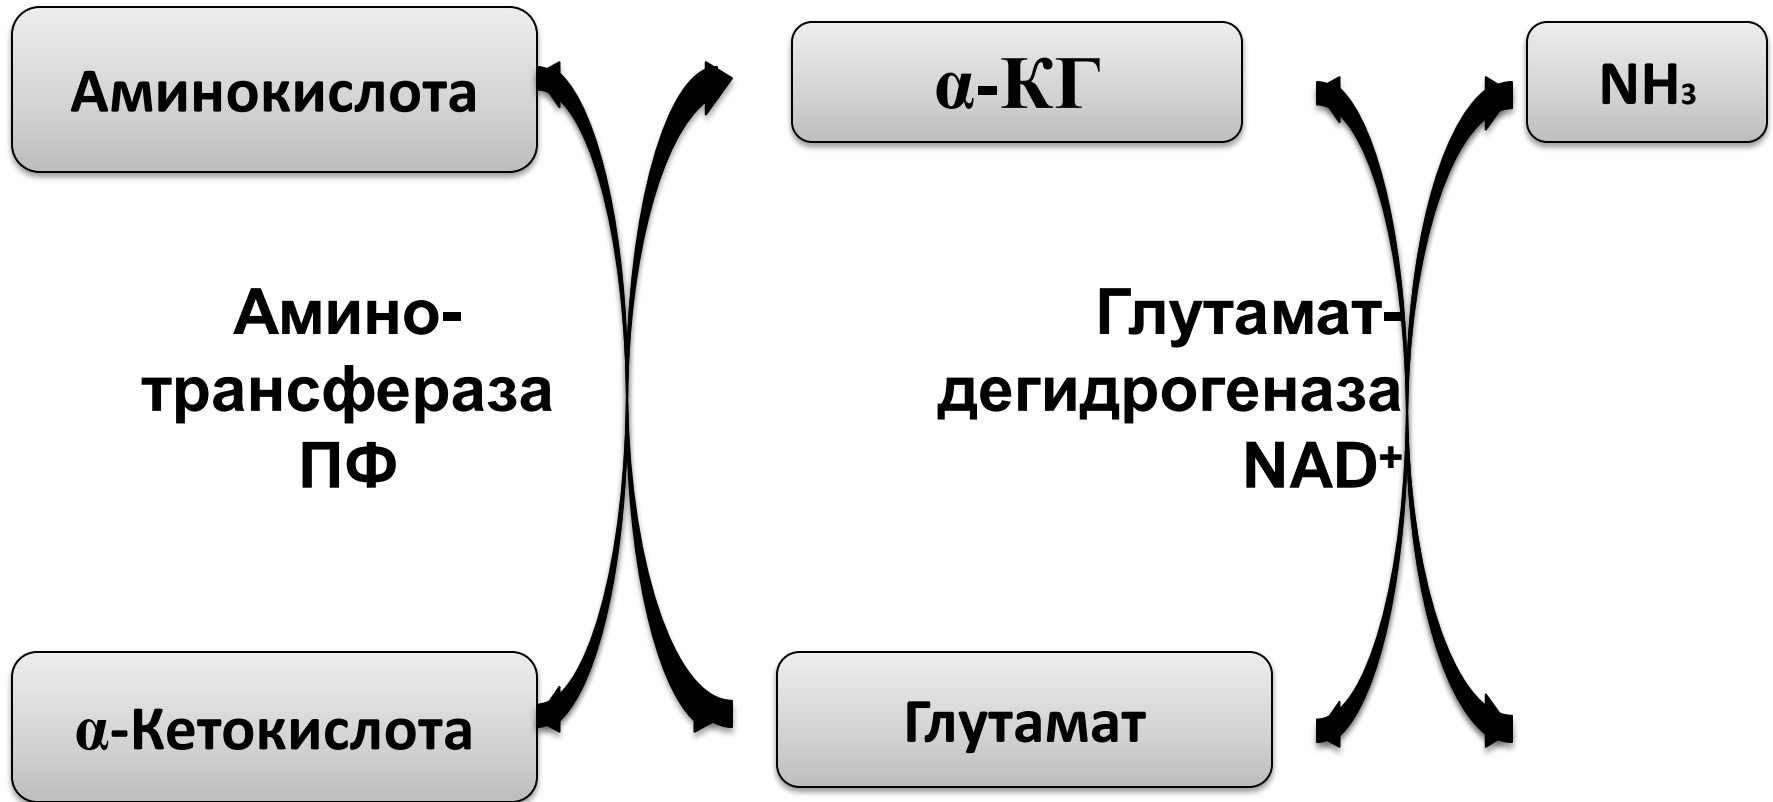 Аминокислота
α-КГ
NH₃
Амино-
трансфераза
ПФ
Глутамат-
дегидрогеназа
NAD⁺
α-Кетокислота
Глутамат